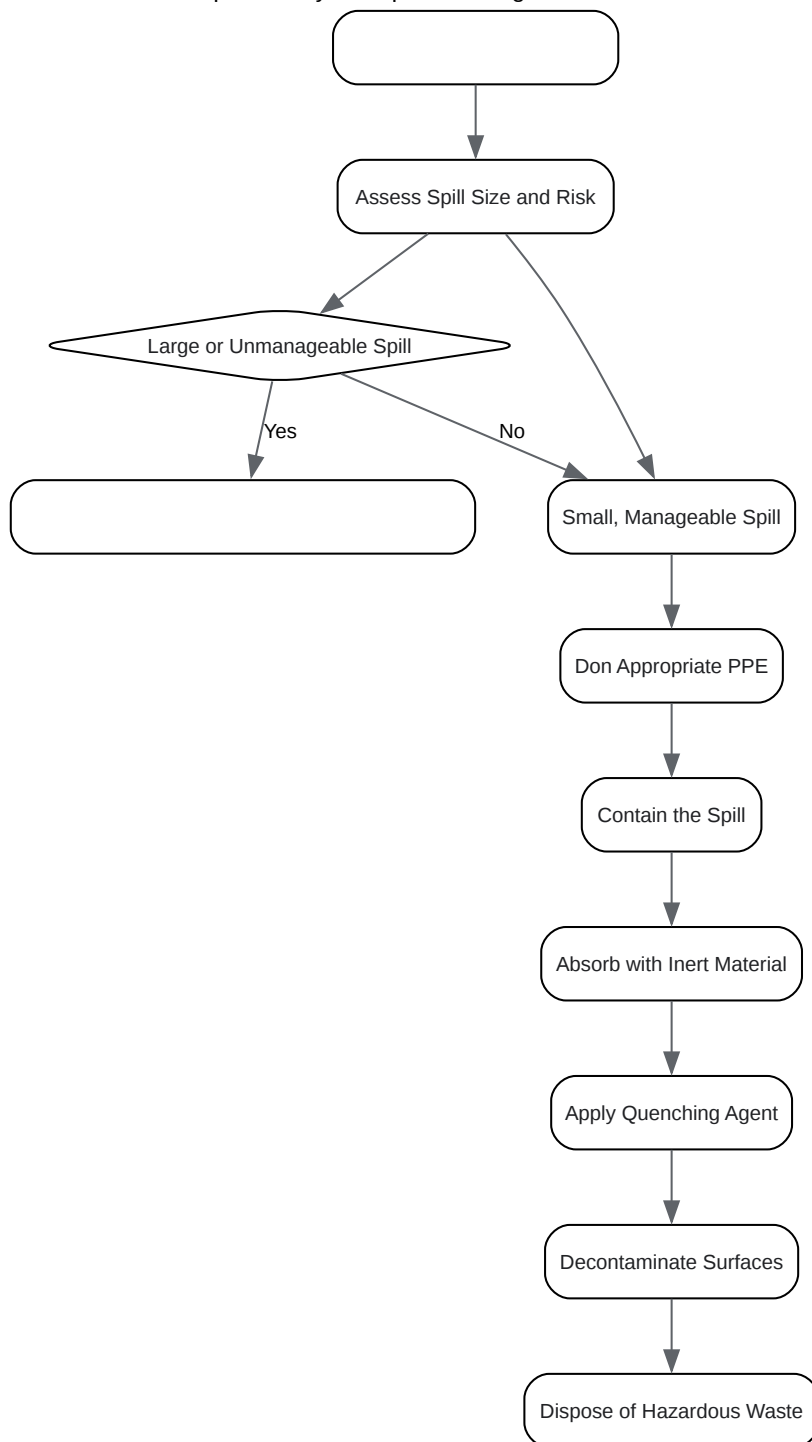 Assess Spill Size and Risk
Large or Unmanageable Spill
Yes
No
Small, Manageable Spill
Don Appropriate PPE
Contain the Spill
Absorb with Inert Material
Apply Quenching Agent
Decontaminate Surfaces
Dispose of Hazardous Waste